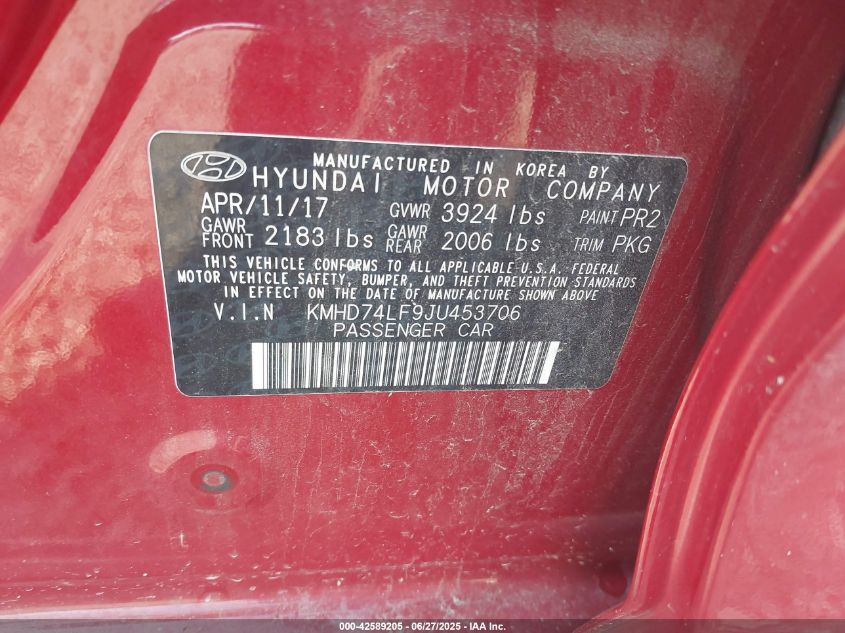 MANUFACTURED IN KOREA BY
HYUNDAI MOTOR COMPANY
APR/11/17 GVWR 3924 lbs PAINT PR2
GAWR FRONT 2183 lbs GAWR REAR 2006 lbs TRIM PKG
THIS VEHICLE CONFORMS TO ALL APPLICABLE U.S.A. FEDERAL
MOTOR VEHICLE SAFETY, BUMPER, AND THEFT PREVENTION STANDARDS
IN EFFECT ON THE DATE OF MANUFACTURE SHOWN ABOVE
V.I.N KMHD74LF9JU453706
PASSENGER CAR
000-42589205 - 06/27/2025 - IAA Inc.